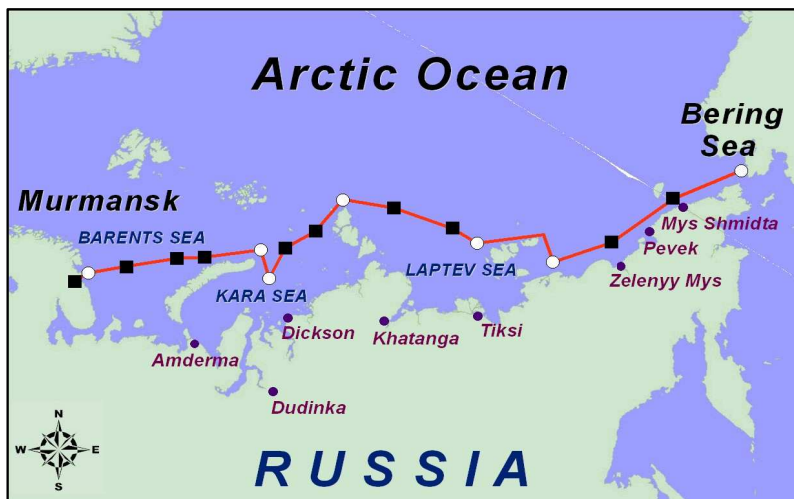 Arctic Ocean
Bering
Sea
Murmansk
BARENTS SEA
Mys Shmidta
Pevek
LAPTEV SEA
Zelenyy Mys
KARA SEA
Dickson
Khatanga
Tiksi
Amderma
Dudinka
N
W E
S
RUSSIA